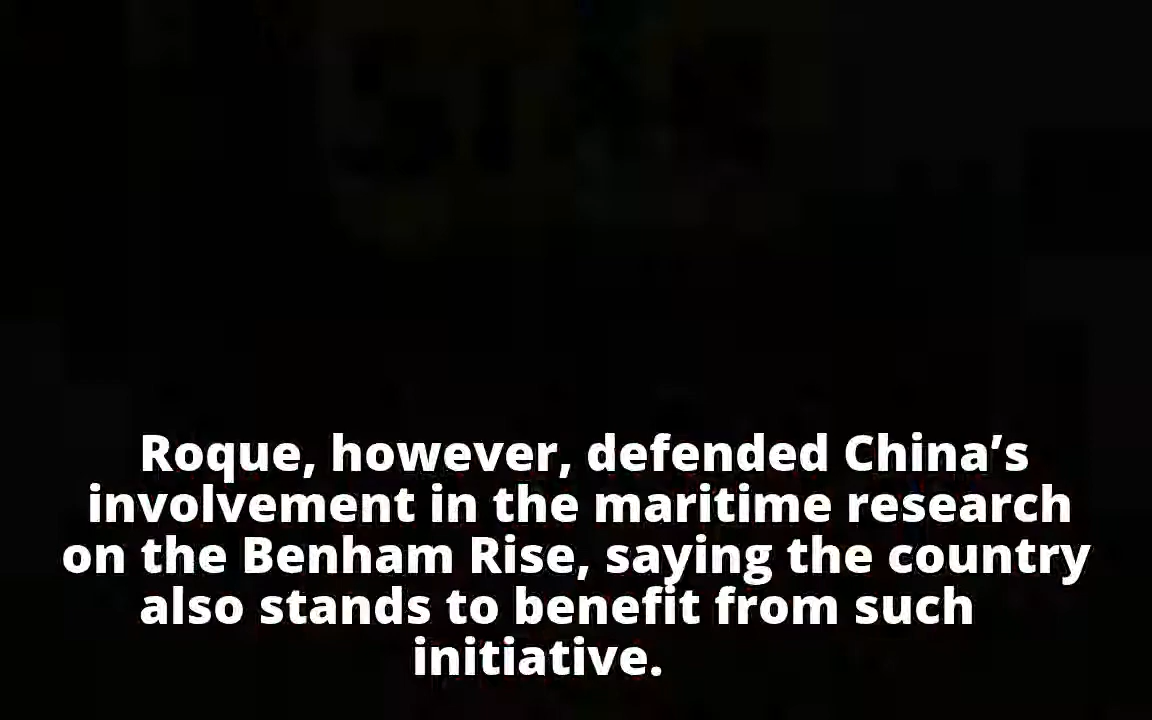 Roque, however, defended China’s
involvement in the maritime research
on the Benham Rise, saying the country
also stands to benefit from such
initiative.